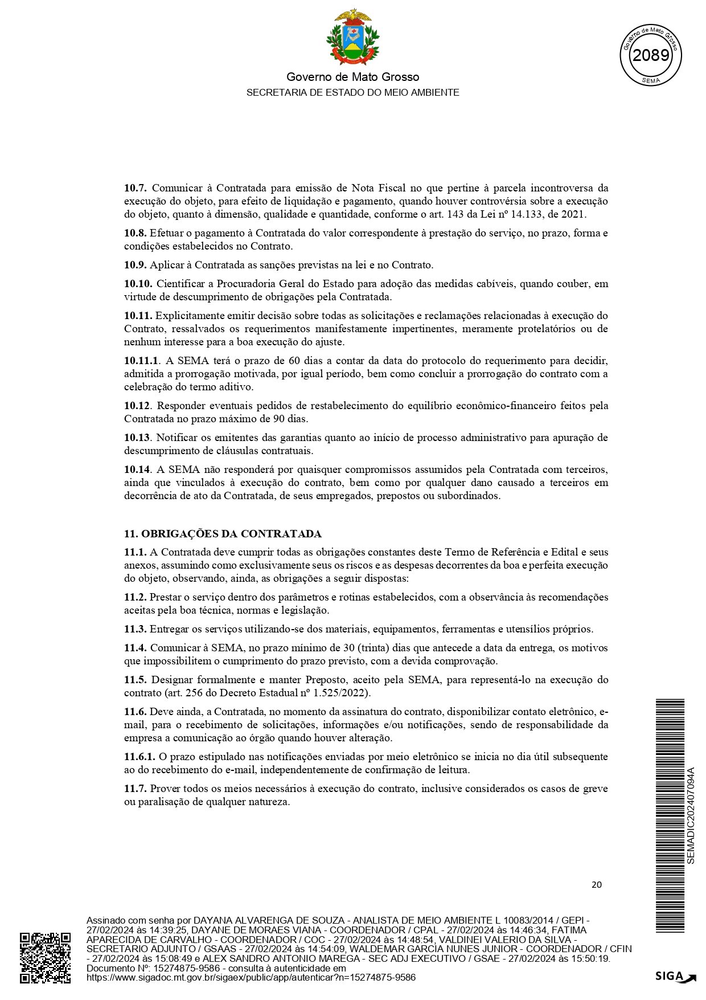 Governo de Mato Grosso
SECRETARIA DE ESTADO DO MEIO AMBIENTE
Governo de Mato Grosso
2089
SEMA
10.7. Comunicar à Contratada para emissão de Nota Fiscal no que pertine à parcela incontroversa da
execução do objeto, para efeito de liquidação e pagamento, quando houver controvérsia sobre a execução
do objeto, quanto à dimensão, qualidade e quantidade, conforme o art. 143 da Lei nº 14.133, de 2021.
10.8. Efetuar o pagamento à Contratada do valor correspondente à prestação do serviço, no prazo, forma e
condições estabelecidos no Contrato.
10.9. Aplicar à Contratada as sanções previstas na lei e no Contrato.
10.10. Cientificar a Procuradoria Geral do Estado para adoção das medidas cabíveis, quando couber, em
virtude de descumprimento de obrigações pela Contratada.
10.11. Explicitamente emitir decisão sobre todas as solicitações e reclamações relacionadas à execução do
Contrato, ressalvados os requerimentos manifestamente impertinentes, meramente protelatórios ou de
nenhum interesse para a boa execução do ajuste.
10.11.1. A SEMA terá o prazo de 60 dias a contar da data do protocolo do requerimento para decidir,
admitida a prorrogação motivada, por igual período, bem como concluir a prorrogação do contrato com a
celebração do termo aditivo.
10.12. Responder eventuais pedidos de restabelecimento do equilíbrio econômico-financeiro feitos pela
Contratada no prazo máximo de 90 dias.
10.13. Notificar os emitentes das garantias quanto ao início de processo administrativo para apuração de
descumprimento de cláusulas contratuais.
10.14. A SEMA não responderá por quaisquer compromissos assumidos pela Contratada com terceiros,
ainda que vinculados à execução do contrato, bem como por qualquer dano causado a terceiros em
decorrência de ato da Contratada, de seus empregados, prepostos ou subordinados.
11. OBRIGAÇÕES DA CONTRATADA
11.1. A Contratada deve cumprir todas as obrigações constantes deste Termo de Referência e Edital e seus
anexos, assumindo como exclusivamente seus os riscos e as despesas decorrentes da boa e perfeita execução
do objeto, observando, ainda, as obrigações a seguir dispostas:
11.2. Prestar o serviço dentro dos parâmetros e rotinas estabelecidos, com a observância às recomendações
aceitas pela boa técnica, normas e legislação.
11.3. Entregar os serviços utilizando-se dos materiais, equipamentos, ferramentas e utensílios próprios.
11.4. Comunicar à SEMA, no prazo mínimo de 30 (trinta) dias que antecede a data da entrega, os motivos
que impossibilitem o cumprimento do prazo previsto, com a devida comprovação.
11.5. Designar formalmente e manter Preposto, aceito pela SEMA, para representá-lo na execução do
contrato (art. 256 do Decreto Estadual nº 1.525/2022).
11.6. Deve ainda, a Contratada, no momento da assinatura do contrato, disponibilizar contato eletrônico, e-
mail, para o recebimento de solicitações, informações e/ou notificações, sendo de responsabilidade da
empresa a comunicação ao órgão quando houver alteração.
11.6.1. O prazo estipulado nas notificações enviadas por meio eletrônico se inicia no dia útil subsequente
ao do recebimento do e-mail, independentemente de confirmação de leitura.
11.7. Prover todos os meios necessários à execução do contrato, inclusive considerados os casos de greve
ou paralisação de qualquer natureza.
SEMADIC202407094A
20
Assinado com senha por DAYANA ALVARENGA DE SOUZA - ANALISTA DE MEIO AMBIENTE L 10083/2014 / GEPI -
27/02/2024 às 14:39:25, DAYANE DE MORAES VIANA - COORDENADOR / CPAL - 27/02/2024 às 14:46:34, FATIMA
APARECIDA DE CARVALHO - COORDENADOR / COC - 27/02/2024 às 14:48:54, VALDINEI VALERIO DA SILVA -
SECRETARIO ADJUNTO / GSAAS - 27/02/2024 às 14:54:09, WALDEMAR GARCIA NUNES JUNIOR - COORDENADOR / CFIN
- 27/02/2024 às 15:08:49 e ALEX SANDRO ANTONIO MAREGA - SEC ADJ EXECUTIVO / GSAE - 27/02/2024 às 15:50:19.
Documento Nº: 15274875-9586 - consulta à autenticidade em
https://www.sigadoc.mt.gov.br/sigaex/public/app/autenticar?n=15274875-9586
SIGA